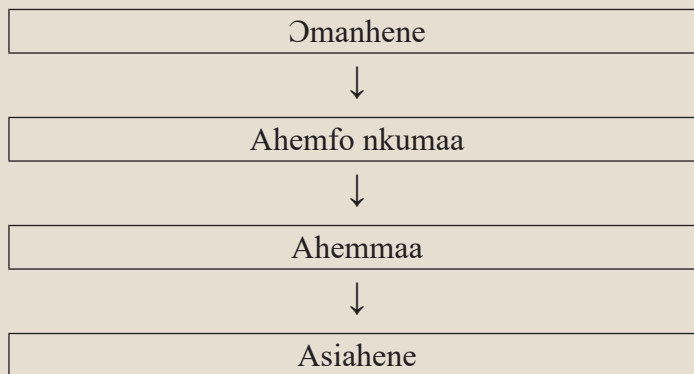 Ɔmanhene
↓
Ahemfo nkumaa
↓
Ahemmaa
↓
Asiahene